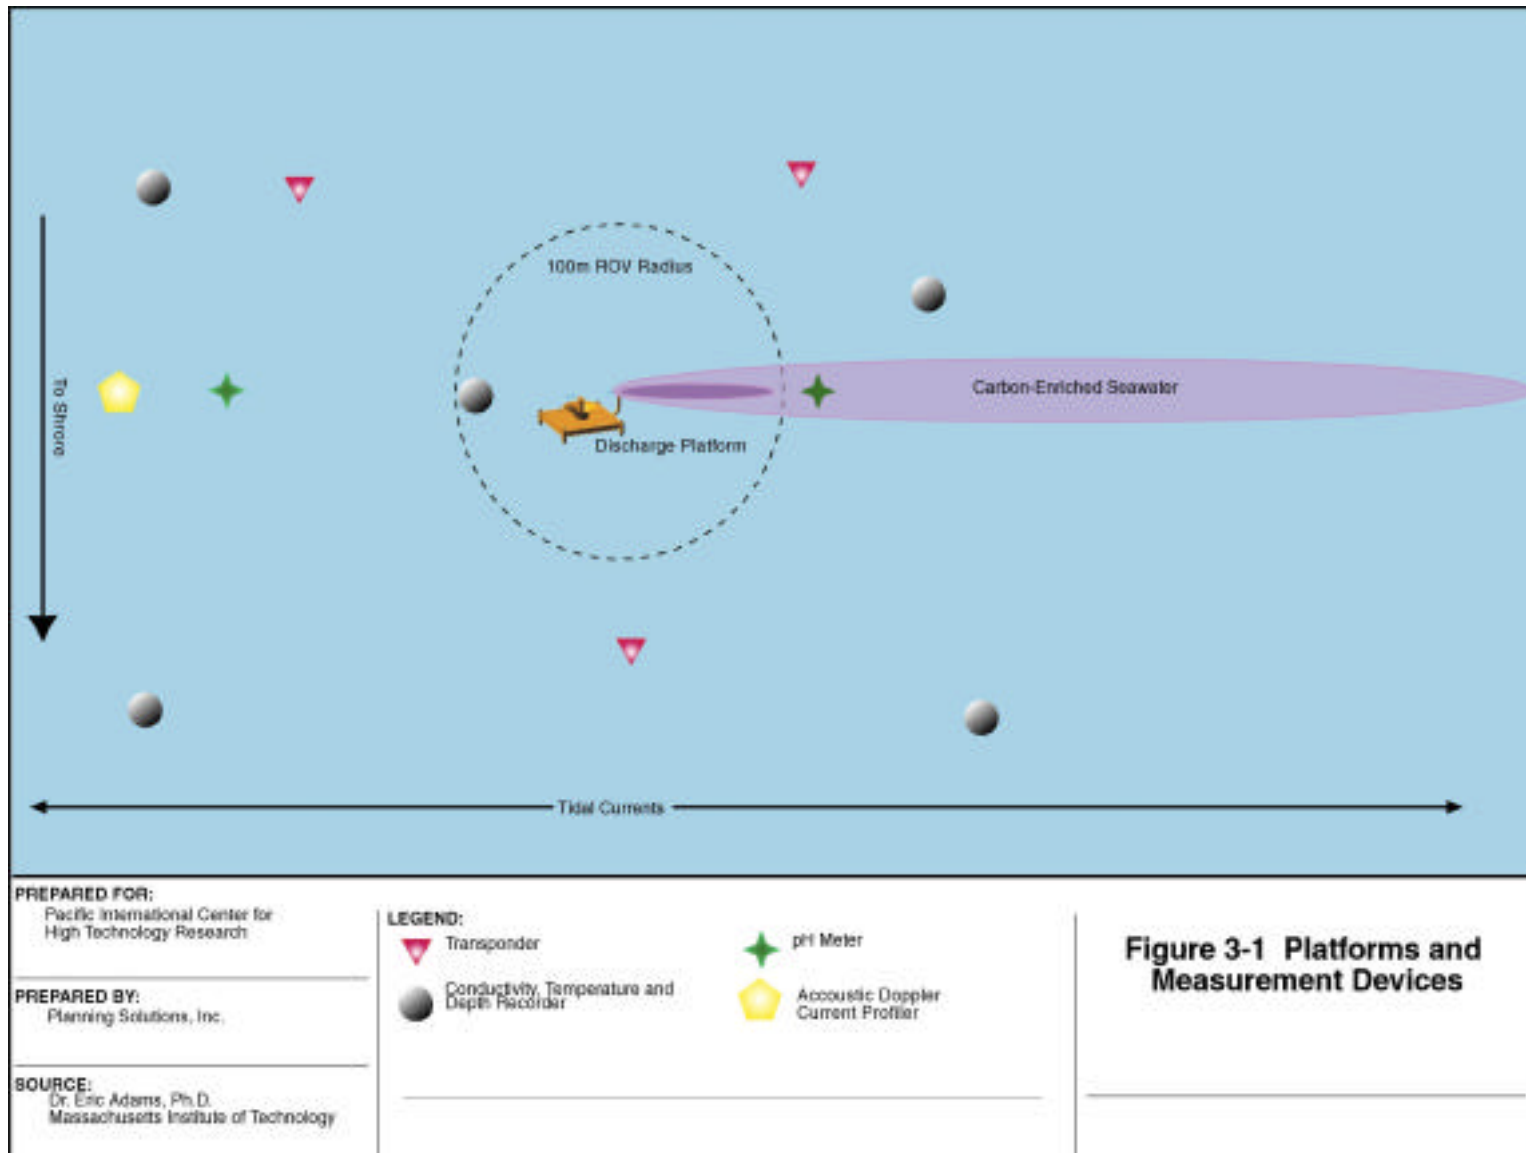 100m ROV Radius
Carbon-Enriched Seawater
To Shrore
Discharge Platform
Tidal Currents
PREPARED FOR:
Pacific International Center for
High Technology Research
PREPARED BY:
Planning Solutions, Inc.
SOURCE:
Dr. Eric Adams, Ph.D.
Massachusetts Institute of Technology
LEGEND:
Transponder
Conductivity, Temperature and
Depth Recorder
pH Meter
Accoustic Doppler
Current Profiler
Figure 3-1 Platforms and
Measurement Devices